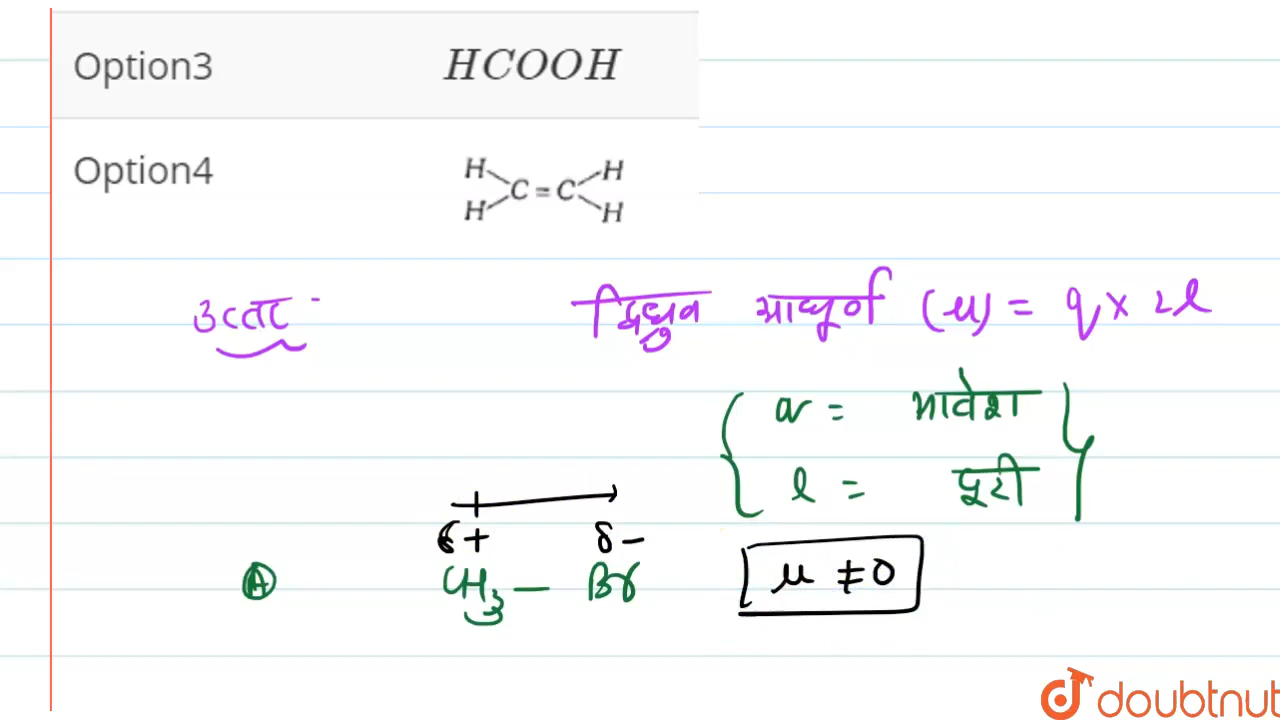 Option3 HCOOH
Option4
H H
C=C
H H
उत्तर : द्विध्रुव आघूर्ण (μ) = q × 2l
q = आवेश
l = दूरी
δ+ δ-
A CH₃ - Br μ ≠ 0
doubtnut